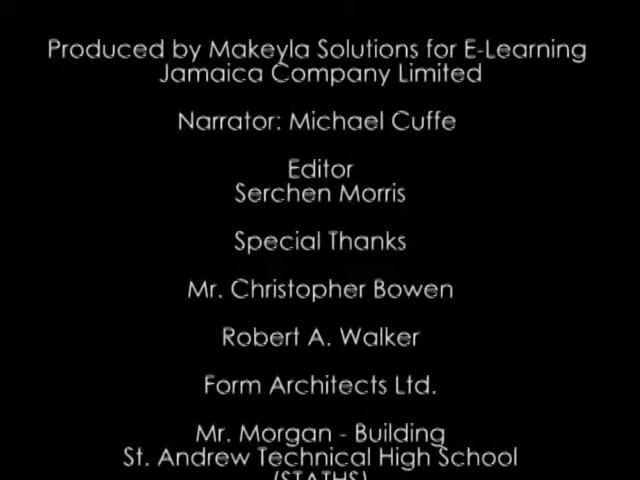 Produced by Makeyla Solutions for E-Learning
Jamaica Company Limited
Narrator: Michael Cuffe
Editor
Serchen Morris
Special Thanks
Mr. Christopher Bowen
Robert A. Walker
Form Architects Ltd.
Mr. Morgan - Building
St. Andrew Technical High School
(STATHS)